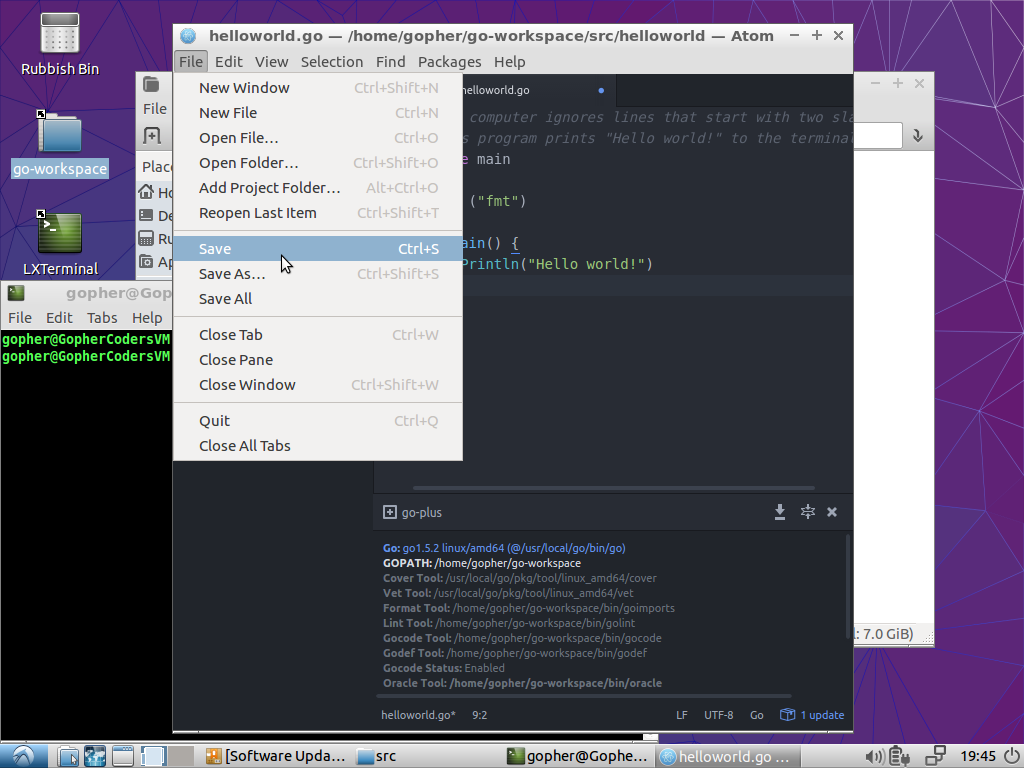 Rubbish Bin
go-workspace
LXTerminal
helloworld.go — /home/gopher/go-workspace/src/helloworld — Atom
File Edit View Selection Find Packages Help
New Window Ctrl+Shift+N
New File Ctrl+N
Open File… Ctrl+O
Open Folder… Ctrl+Shift+O
Add Project Folder… Alt+Ctrl+O
Reopen Last Item Ctrl+Shift+T
Save Ctrl+S
Save As… Ctrl+Shift+S
Save All
Close Tab Ctrl+W
Close Pane
Close Window Ctrl+Shift+W
Quit Ctrl+Q
Close All Tabs
helloworld.go
computer ignores lines that start with two
program prints "Hello world!" to the terminal
main
("fmt")
() {
Println("Hello world!")
go-plus
Go: go1.5.2 linux/amd64 (@/usr/local/go/bin/go)
GOPATH: /home/gopher/go-workspace
Cover Tool: /usr/local/go/pkg/tool/linux_amd64/cover
Vet Tool: /usr/local/go/pkg/tool/linux_amd64/vet
Format Tool: /home/gopher/go-workspace/bin/goimports
Lint Tool: /home/gopher/go-workspace/bin/golint
Gocode Tool: /home/gopher/go-workspace/bin/gocode
Godef Tool: /home/gopher/go-workspace/bin/godef
Gocode Status: Enabled
Oracle Tool: /home/gopher/go-workspace/bin/oracle
helloworld.go* 9:2 LF UTF-8 Go 1 update
File
: 7.0 GiB)
gopher@Gop
File Edit Tabs Help
gopher@GopherCodersVM
gopher@GopherCodersVM
[Software Upda... src gopher@Gophe... helloworld.go ... 19:45